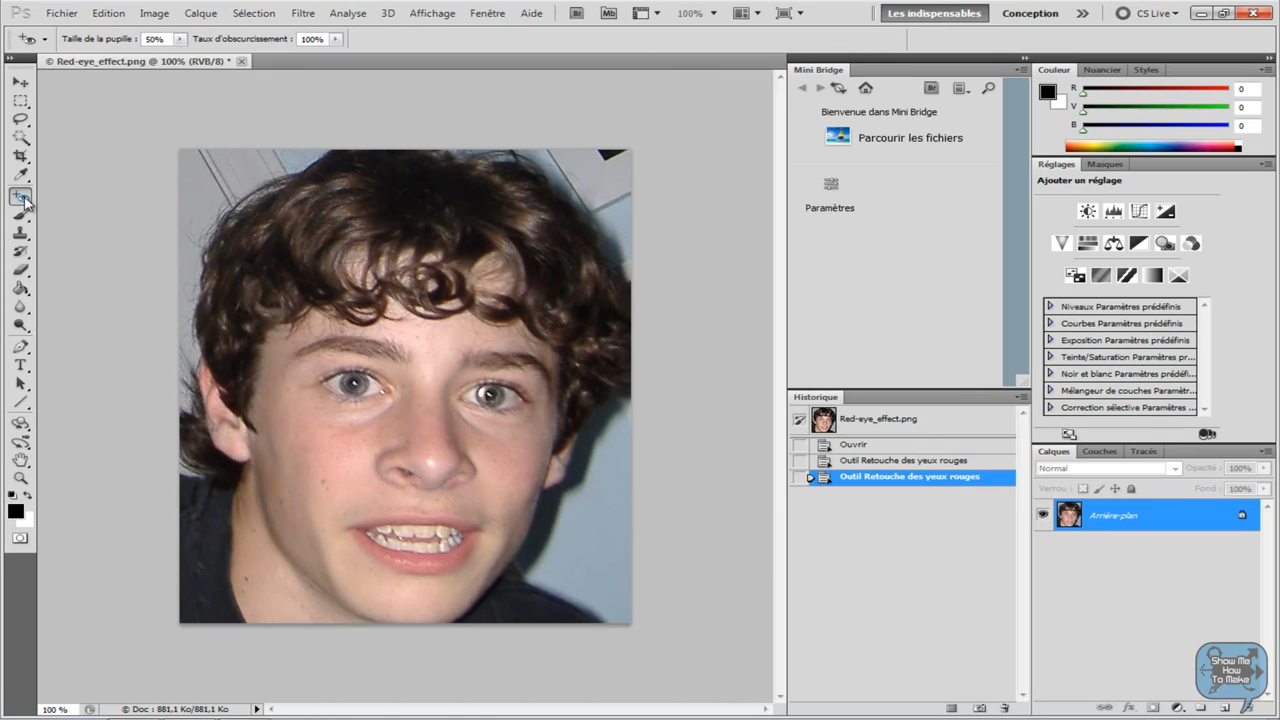 Ps Fichier Edition Image Calque Sélection Filtre Analyse 3D Affichage Fenêtre Aide Br Mb 100% Les indispensables Conception CS Live
Taille de la pupille : 50% Taux d'obscurcissement : 100%
© Red-eye_effect.png @ 100% (RVB/8) *
Mini Bridge
Br
Bienvenue dans Mini Bridge
Parcourir les fichiers
Paramètres
Couleur Nuancier Styles
R 0
V 0
B 0
Réglages Masques
Ajouter un réglage
Niveaux Paramètres prédéfinis
Courbes Paramètres prédéfinis
Exposition Paramètres prédéfinis
Teinte/Saturation Paramètres pr...
Noir et blanc Paramètres prédéfi...
Mélangeur de couches Paramètr...
Correction sélective Paramètres ...
Historique
Red-eye_effect.png
Ouvrir
Outil Retouche des yeux rouges
Outil Retouche des yeux rouges
Calques Couches Tracés
Normal Opacité : 100%
Verrou : Fond : 100%
Arrière-plan
T
Show Me
How
To Make
100 % Doc : 881,1 Ko/881,1 Ko
fx